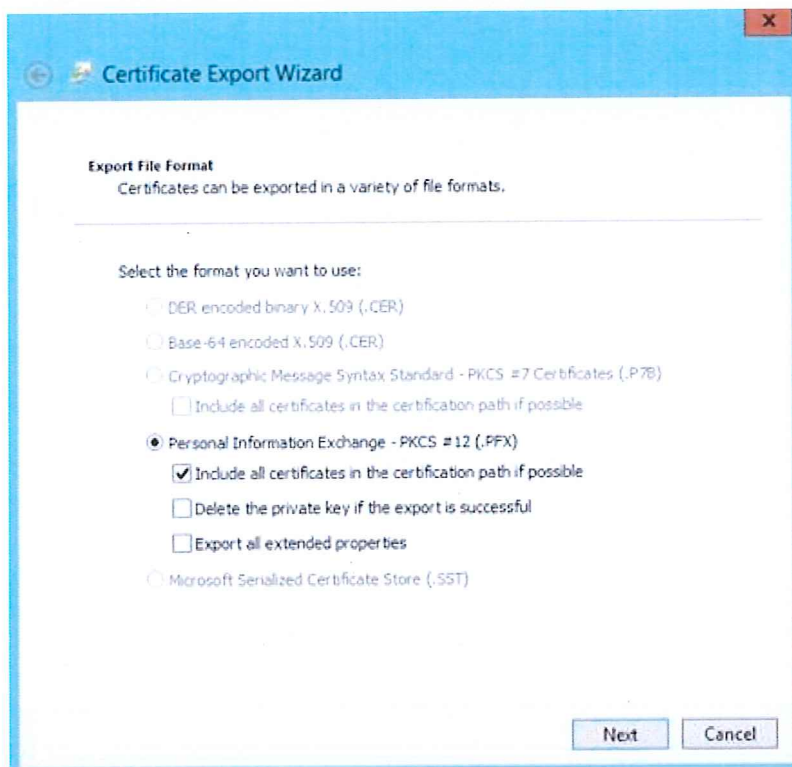 X
Certificate Export Wizard
Export File Format
Certificates can be exported in a variety of file formats.
Select the format you want to use:
DER encoded binary X.509 (.CER)
Base-64 encoded X.509 (.CER)
Cryptographic Message Syntax Standard - PKCS #7 Certificates (.P7B)
Include all certificates in the certification path if possible
Personal Information Exchange - PKCS #12 (.PFX)
Include all certificates in the certification path if possible
Delete the private key if the export is successful
Export all extended properties
Microsoft Serialized Certificate Store (.SST)
Next Cancel